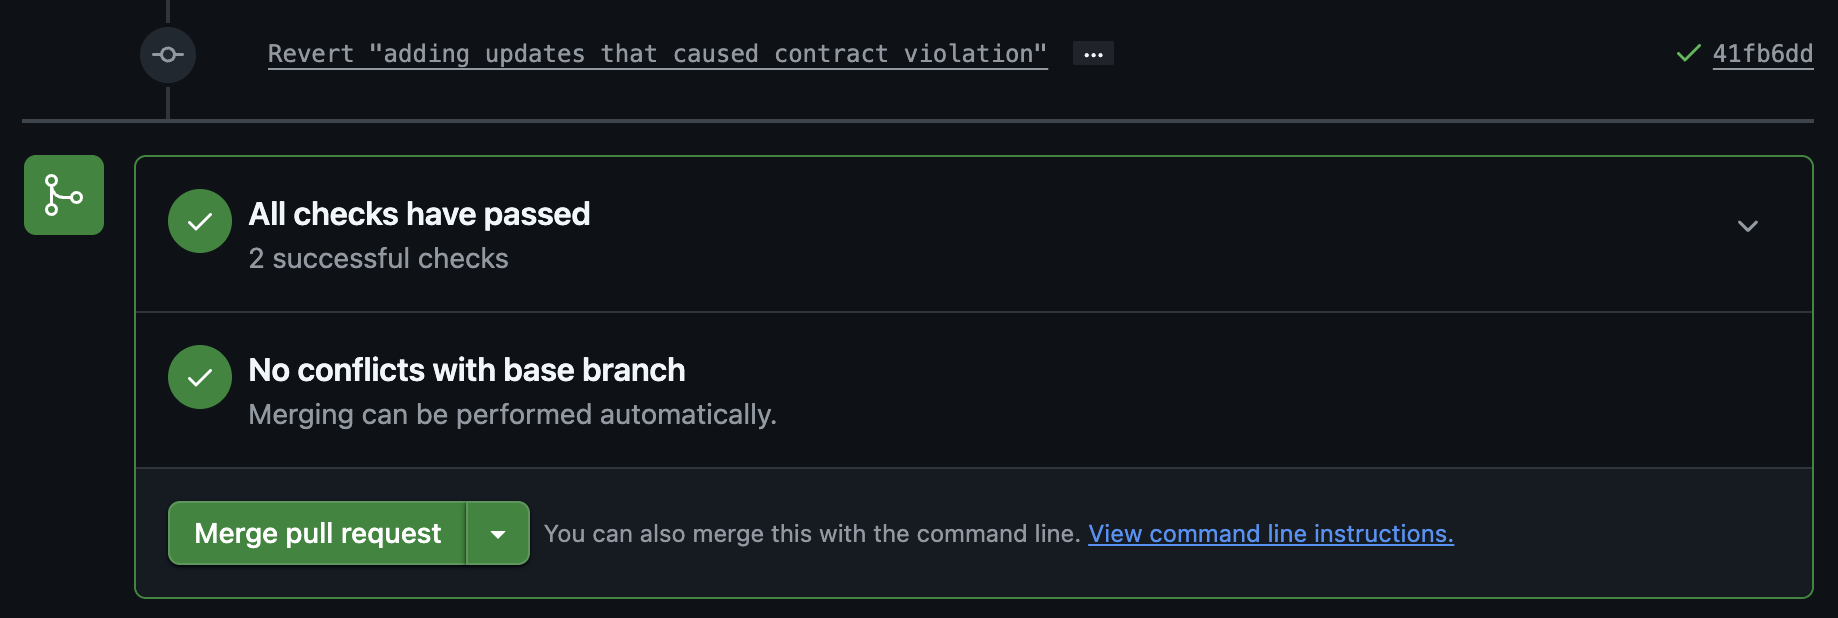 Revert "adding updates that caused contract violation" ... 41fb6dd
All checks have passed
2 successful checks
No conflicts with base branch
Merging can be performed automatically.
Merge pull request You can also merge this with the command line. View command line instructions.